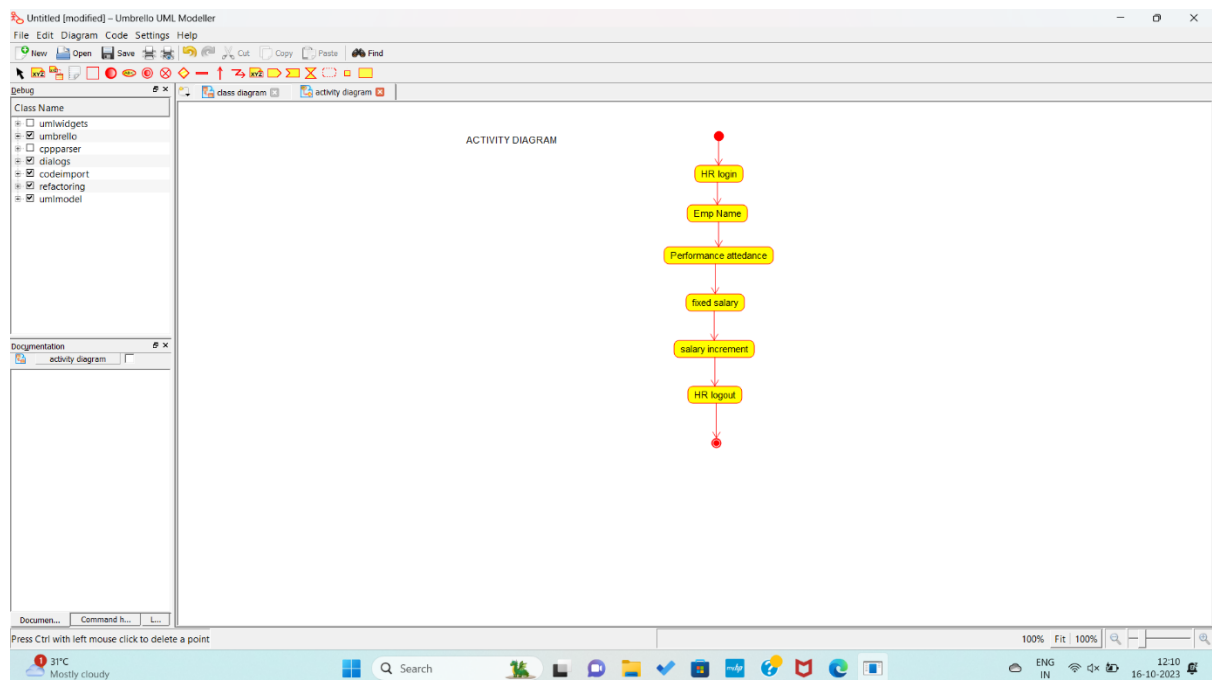 Untitled [modified] – Umbrello UML Modeller
File Edit Diagram Code Settings Help
New Open Save Cut Copy Paste Find
Debug
class diagram activity diagram
Class Name
umlwidgets
umbrello
cppparser
dialogs
codeimport
refactoring
umlmodel
ACTIVITY DIAGRAM
HR login
Emp Name
Performance attedance
fixed salary
salary increment
HR logout
Documentation
activity diagram
Documen... Command h... L...
Press Ctrl with left mouse click to delete a point
100% Fit 100%
1
31°C
Mostly cloudy
Search
ENG
IN
12:10
16-10-2023